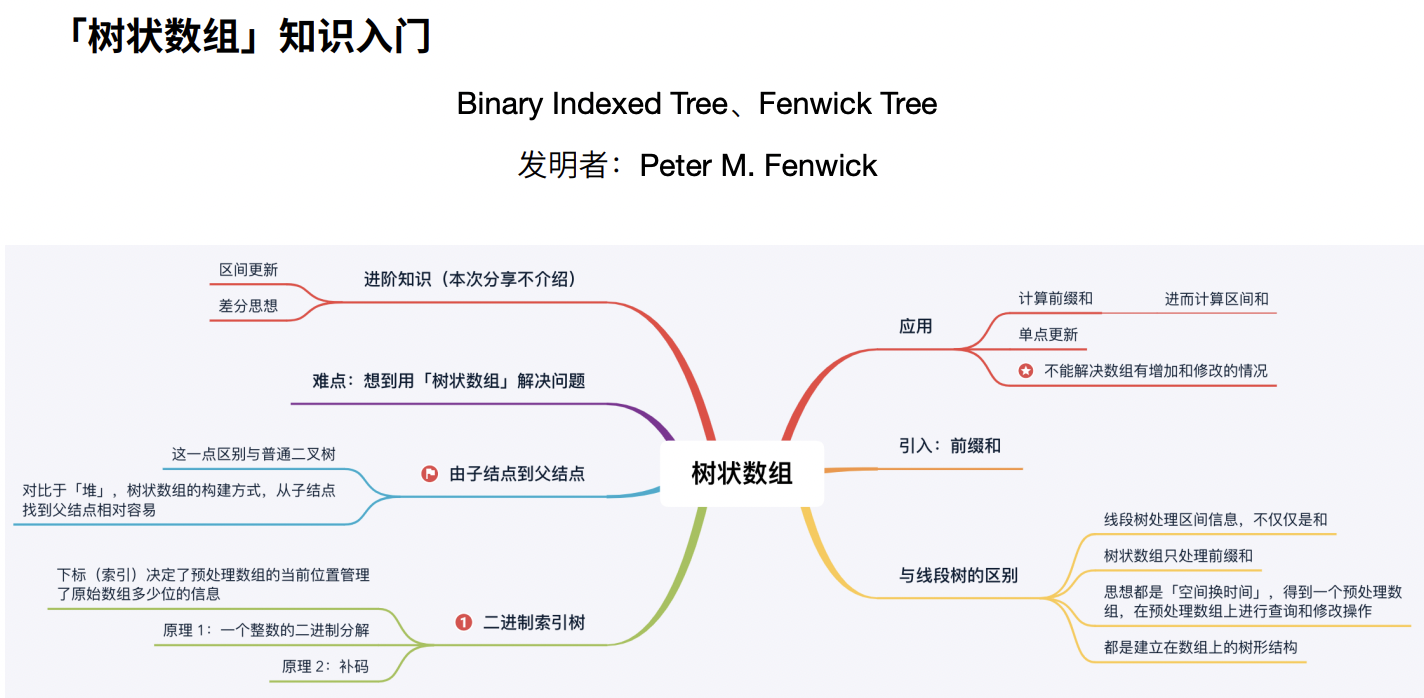 「树状数组」知识入门
Binary Indexed Tree、Fenwick Tree
发明者：Peter M. Fenwick
区间更新
差分思想
进阶知识（本次分享不介绍）
难点：想到用「树状数组」解决问题
这一点区别与普通二叉树
对比于「堆」，树状数组的构建方式，从子结点
找到父结点相对容易
由子结点到父结点
下标（索引）决定了预处理数组的当前位置管理
了原始数组多少位的信息
原理 1：一个整数的二进制分解
原理 2：补码
1 二进制索引树
树状数组
应用
计算前缀和
进而计算区间和
单点更新
不能解决数组有增加和修改的情况
引入：前缀和
与线段树的区别
线段树处理区间信息，不仅仅是和
树状数组只处理前缀和
思想都是「空间换时间」，得到一个预处理数
组，在预处理数组上进行查询和修改操作
都是建立在数组上的树形结构